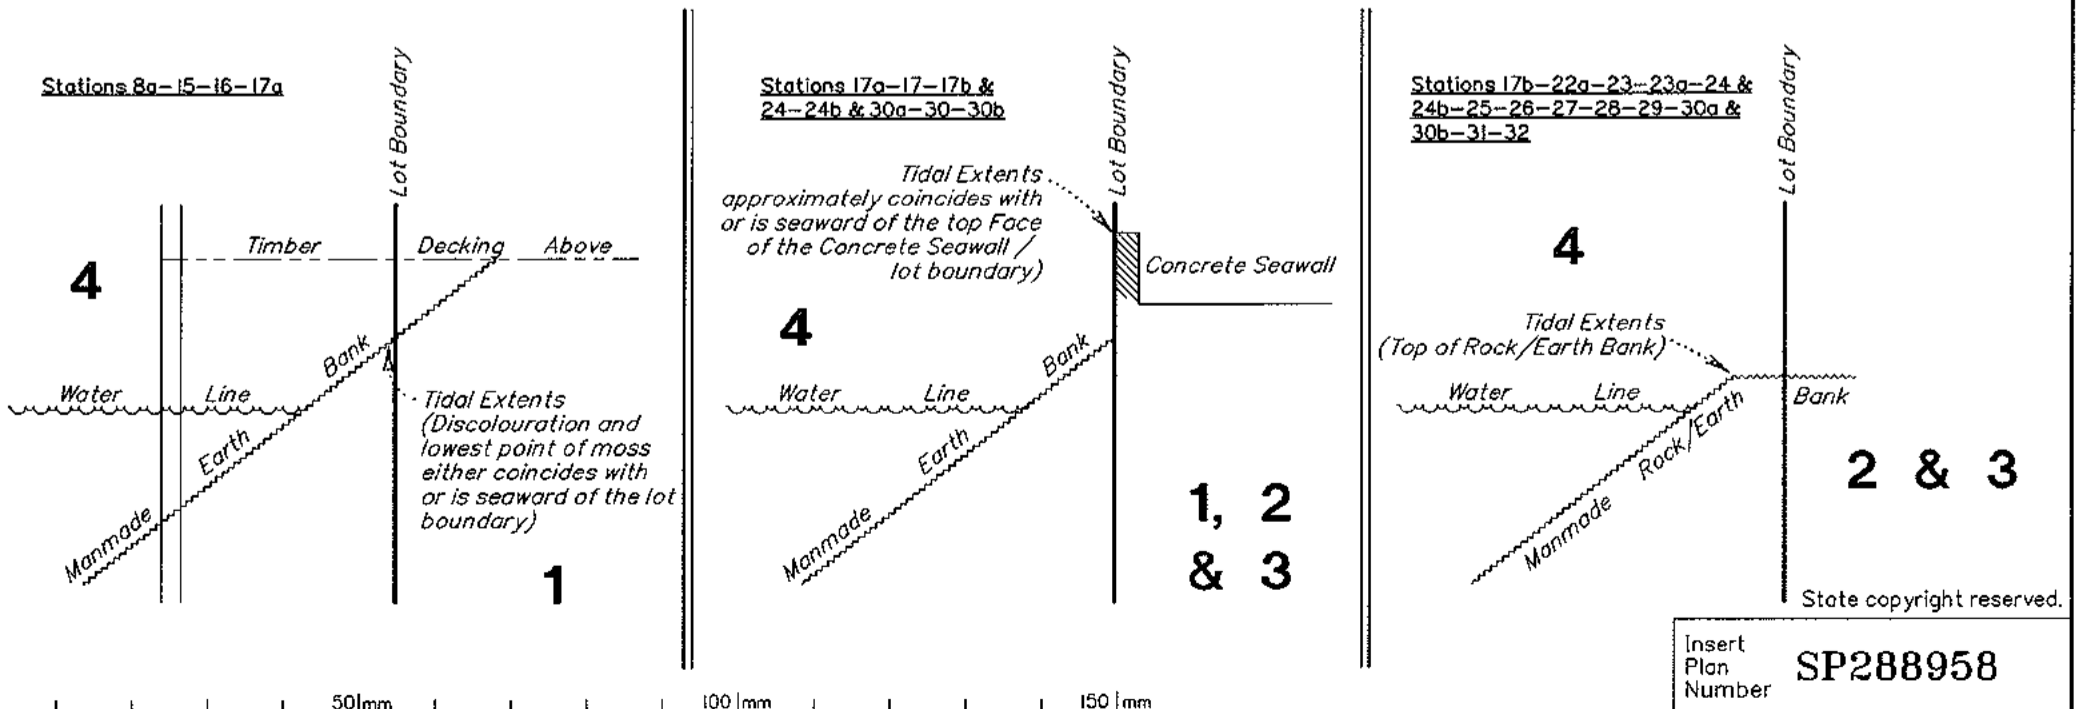 Stations 8a-15-16-17a
Lot Boundary
Timber Decking Above
4
Bank
Water Line
Earth
Manmade
Tidal Extents
(Discolouration and
lowest point of moss
either coincides with
or is seaward of the lot
boundary)
1
Stations 17a-17-17b &
24-24b & 30a-30-30b
Lot Boundary
Tidal Extents
approximately coincides with
or is seaward of the top Face
of the Concrete Seawall /
lot boundary)
Concrete Seawall
4
Bank
Water Line
Earth
Manmade
1, 2
& 3
Stations 17b-22a-23-23a-24 &
24b-25-26-27-28-29-30a &
30b-31-32
Lot Boundary
4
Tidal Extents
(Top of Rock/Earth Bank)
Water Line
Bank
Rock/Earth
Manmade
2 & 3
State copyright reserved.
Insert
Plan
Number
SP288958
50mm
100mm
150mm